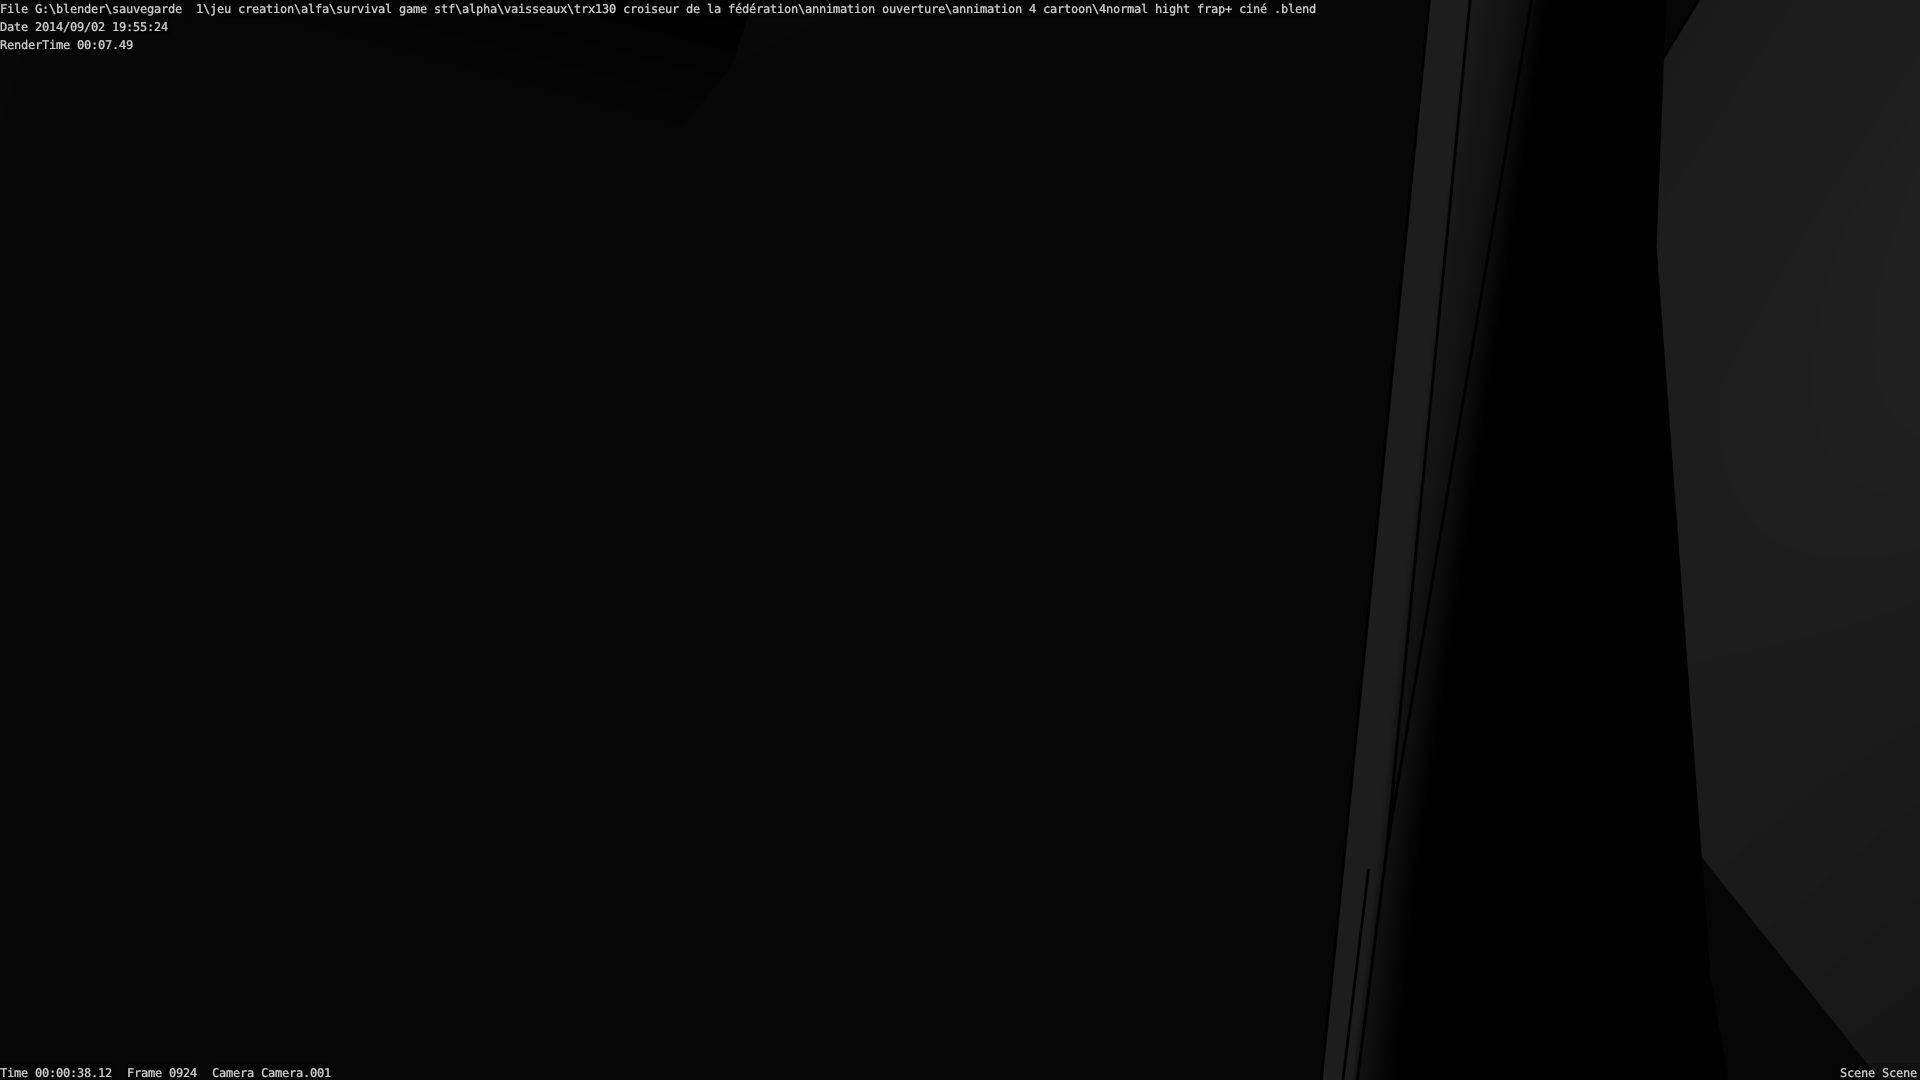 File G:\blender\sauvegarde  1\jeu creation\alfa\survival game stf\alpha\vaisseaux\trx130 croiseur de la fédération\annimation ouverture\annimation 4 cartoon\4normal hight frap+ ciné .blend
Date 2014/09/02 19:55:24
RenderTime 00:07.49
Time 00:00:38.12  Frame 0924  Camera Camera.001
Scene Scene